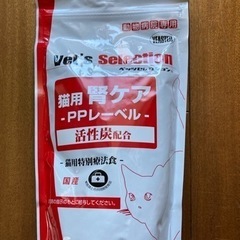 動物病院専用
YEASTER
Vet's Selection
ベッツセレクション
猫用 腎ケア
-PPレーベル-
活性炭配合
-猫用特別療法食-
国産